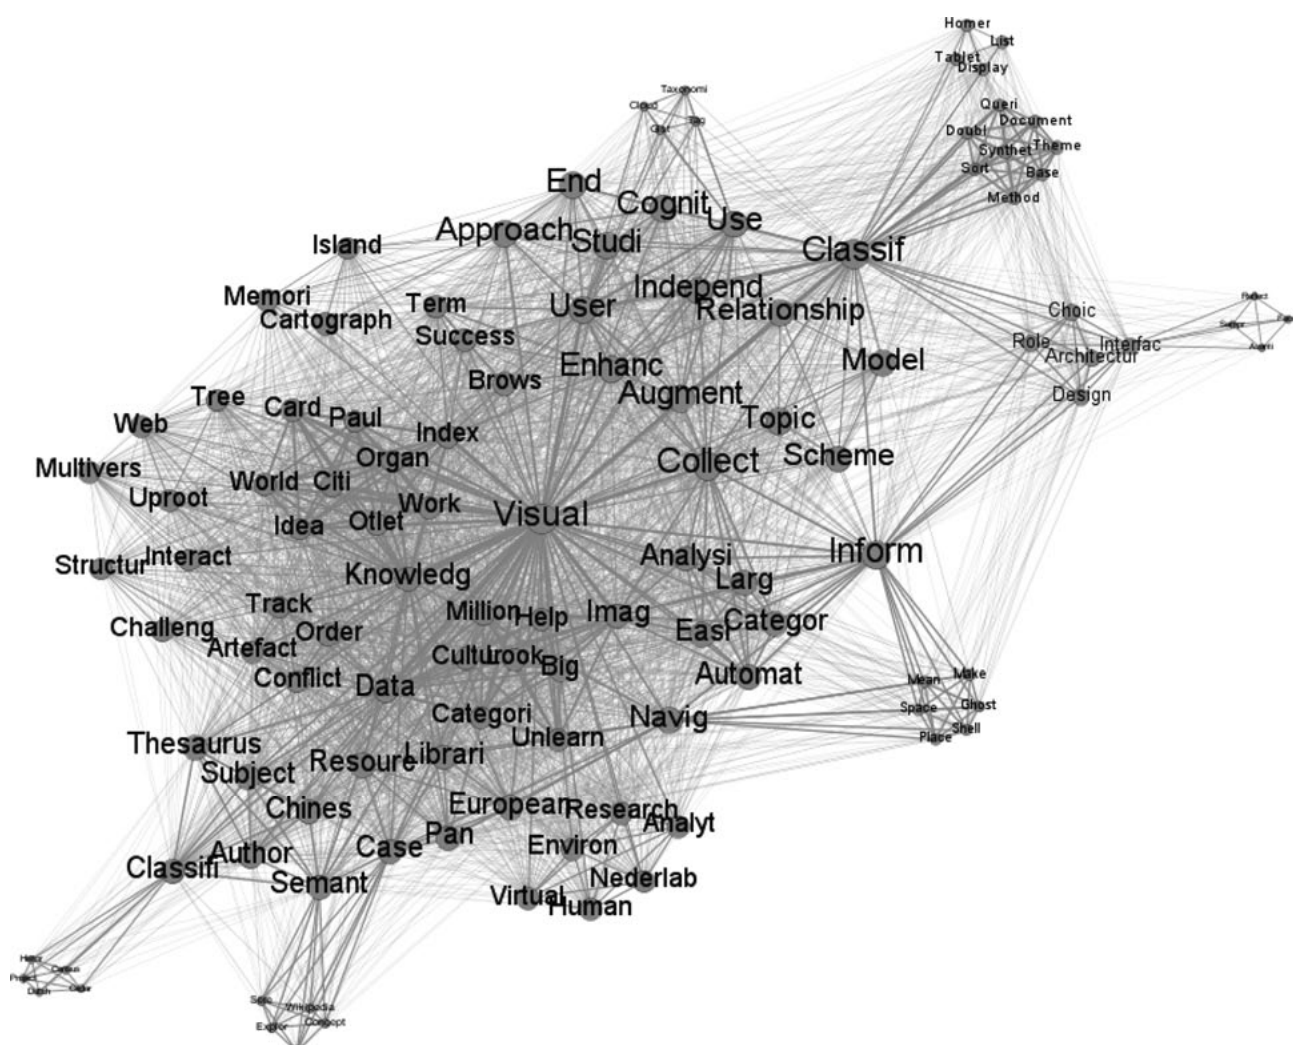 Homer
List
Tablet
Display
Taxonomi
Cloud
Tag
Queri
Document
Doubl
Synthet
Theme
Sort
Base
Method
End
Cognit
Use
Approach
Studi
Classif
Island
Memori
Cartograph
Term
Success
User
Independ
Relationship
Choic
Role
Architectur
Interfac
Design
Brows
Enhanc
Augment
Model
Tree
Card
Paul
Web
Index
Topic
Organ
Collect
Scheme
Multivers
Uproot
World
Citi
Idea
Otlet
Work
Visual
Structur
Interact
Knowledg
Analysi
Larg
Inform
Track
Challeng
Order
Million
Help
Imag
Easi
Categor
Artefact
Conflict
Cultur
Look
Big
Data
Automat
Mean
Make
Space
Ghost
Shell
Place
Categori
Unlearn
Navig
Thesaurus
Subject
Resourc
Librari
Chines
European
Research
Analyt
Pan
Classifi
Author
Case
Environ
Semant
Virtual
Nederlab
Human
Census
Project
Dutch
Wikipedia
Explor
Concept